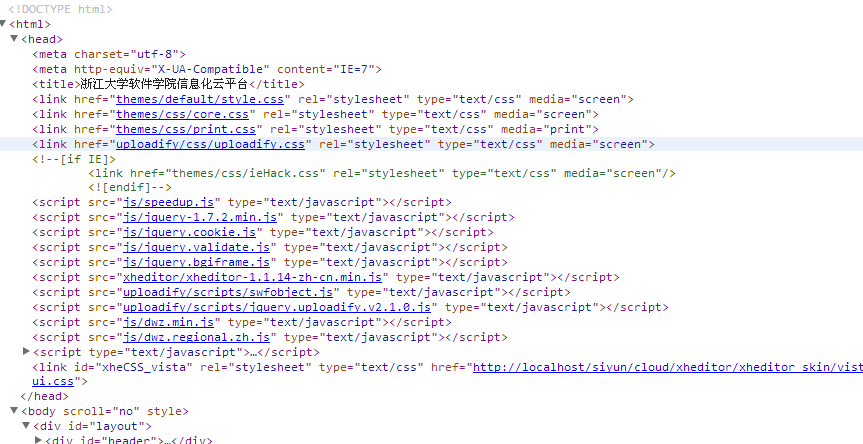 <!DOCTYPE html>
<html>
<head>
<meta charset="utf-8">
<meta http-equiv="X-UA-Compatible" content="IE=7">
<title>浙江大学软件学院信息化云平台</title>
<link href="themes/default/style.css" rel="stylesheet" type="text/css" media="screen">
<link href="themes/css/core.css" rel="stylesheet" type="text/css" media="screen">
<link href="themes/css/print.css" rel="stylesheet" type="text/css" media="print">
<link href="uploadify/css/uploadify.css" rel="stylesheet" type="text/css" media="screen">
<!--[if IE]>
<link href="themes/css/ieHack.css" rel="stylesheet" type="text/css" media="screen"/>
<![endif]-->
<script src="js/speedup.js" type="text/javascript"></script>
<script src="js/jquery-1.7.2.min.js" type="text/javascript"></script>
<script src="js/jquery.cookie.js" type="text/javascript"></script>
<script src="js/jquery.validate.js" type="text/javascript"></script>
<script src="js/jquery.bgiframe.js" type="text/javascript"></script>
<script src="xheditor/xheditor-1.1.14-zh-cn.min.js" type="text/javascript"></script>
<script src="uploadify/scripts/swfobject.js" type="text/javascript"></script>
<script src="uploadify/scripts/jquery.uploadify.v2.1.0.js" type="text/javascript"></script>
<script src="js/dwz.min.js" type="text/javascript"></script>
<script src="js/dwz.regional.zh.js" type="text/javascript"></script>
<script type="text/javascript">…</script>
<link id="xheCSS_vista" rel="stylesheet" type="text/css" href="http://localhost/siyun/cloud/xheditor/xheditor_skin/vist
ui.css">
</head>
<body scroll="no" style>
<div id="layout">
<div id="header">…</div>